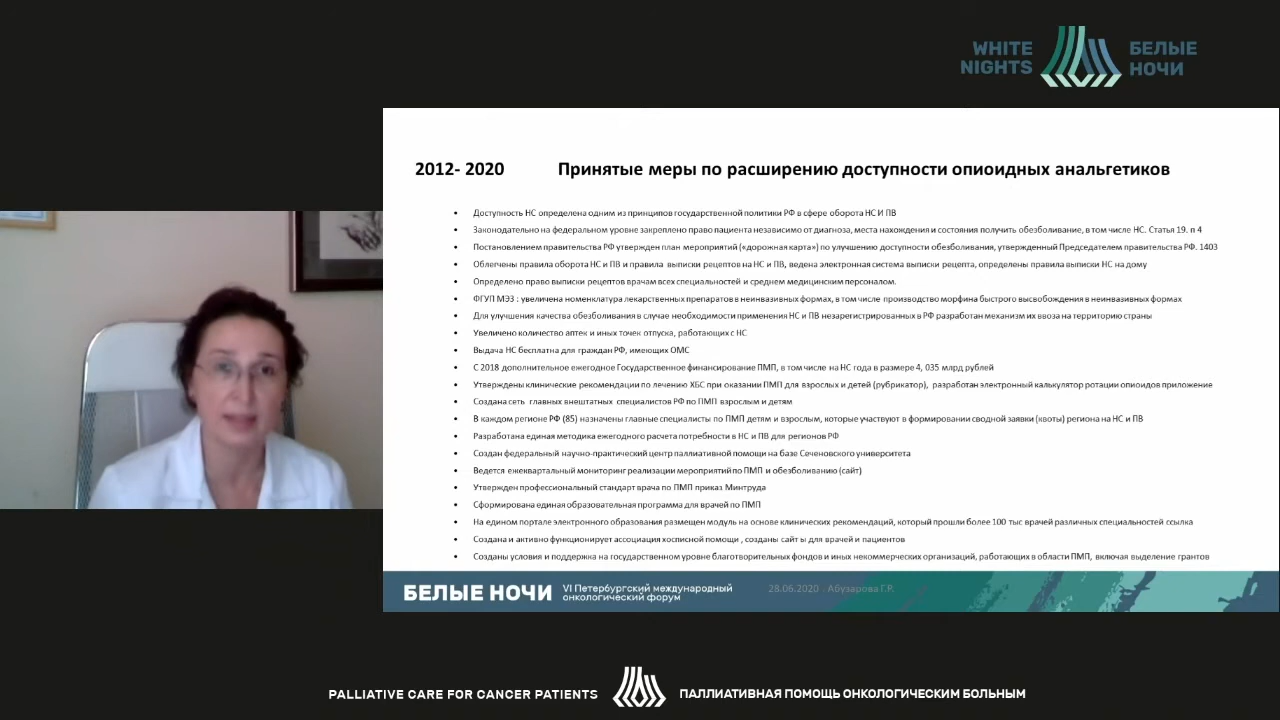 WHITE
NIGHTS
БЕЛЫЕ
НОЧИ
2012- 2020 Принятые меры по расширению доступности опиоидных анальгетиков
• Доступность НС определена одним из принципов государственной политики РФ в сфере оборота НС И ПВ
• Законодательно на федеральном уровне закреплено право пациента независимо от диагноза, места нахождения и состояния получить обезболивание, в том числе НС. Статья 19. п 4
• Постановлением правительства РФ утвержден план мероприятий («дорожная карта») по улучшению доступности обезболивания, утвержденный Председателем правительства РФ. 1403
• Облегчены правила оборота НС и ПВ и правила выписки рецептов на НС и ПВ, ведена электронная система выписки рецепта, определены правила выписки НС на дому
• Определено право выписки рецептов врачам всех специальностей и среднем медицинским персоналом.
• ФГУП МЭЗ : увеличена номенклатура лекарственных препаратов в неинвазивных формах, в том числе производство морфина быстрого высвобождения в неинвазивных формах
• Для улучшения качества обезболивания в случае необходимости применения НС и ПВ незарегистрированных в РФ разработан механизм их ввоза на территорию страны
• Увеличено количество аптек и иных точек отпуска, работающих с НС
• Выдача НС бесплатна для граждан РФ, имеющих ОМС
• С 2018 дополнительное ежегодное Государственное финансирование ПМП, в том числе на НС года в размере 4, 035 млрд рублей
• Утверждены клинические рекомендации по лечению ХБС при оказании ПМП для взрослых и детей (рубрикатор), разработан электронный калькулятор ротации опиоидов приложение
• Создана сеть главных внештатных специалистов РФ по ПМП взрослым и детям
• В каждом регионе РФ (85) назначены главные специалисты по ПМП детям и взрослым, которые участвуют в формировании сводной заявки (квоты) региона на НС и ПВ
• Разработана единая методика ежегодного расчета потребности в НС и ПВ для регионов РФ
• Создан федеральный научно-практический центр паллиативной помощи на базе Сеченовского университета
• Ведется ежеквартальный мониторинг реализации мероприятий по ПМП и обезболиванию (сайт)
• Утвержден профессиональный стандарт врача по ПМП приказ Минтруда
• Сформирована единая образовательная программа для врачей по ПМП
• На едином портале электронного образования размещен модуль на основе клинических рекомендаций, который прошли более 100 тыс врачей различных специальностей ссылка
• Создана и активно функционирует ассоциация хосписной помощи , созданы сайт ы для врачей и пациентов
• Созданы условия и поддержка на государственном уровне благотворительных фондов и иных некоммерческих организаций, работающих в области ПМП, включая выделение грантов
БЕЛЫЕ НОЧИ
VI Петербургский международный
онкологический форум
28.06.2020 . Абузарова Г.Р.
PALLIATIVE CARE FOR CANCER PATIENTS
ПАЛЛИАТИВНАЯ ПОМОЩЬ ОНКОЛОГИЧЕСКИМ БОЛЬНЫМ